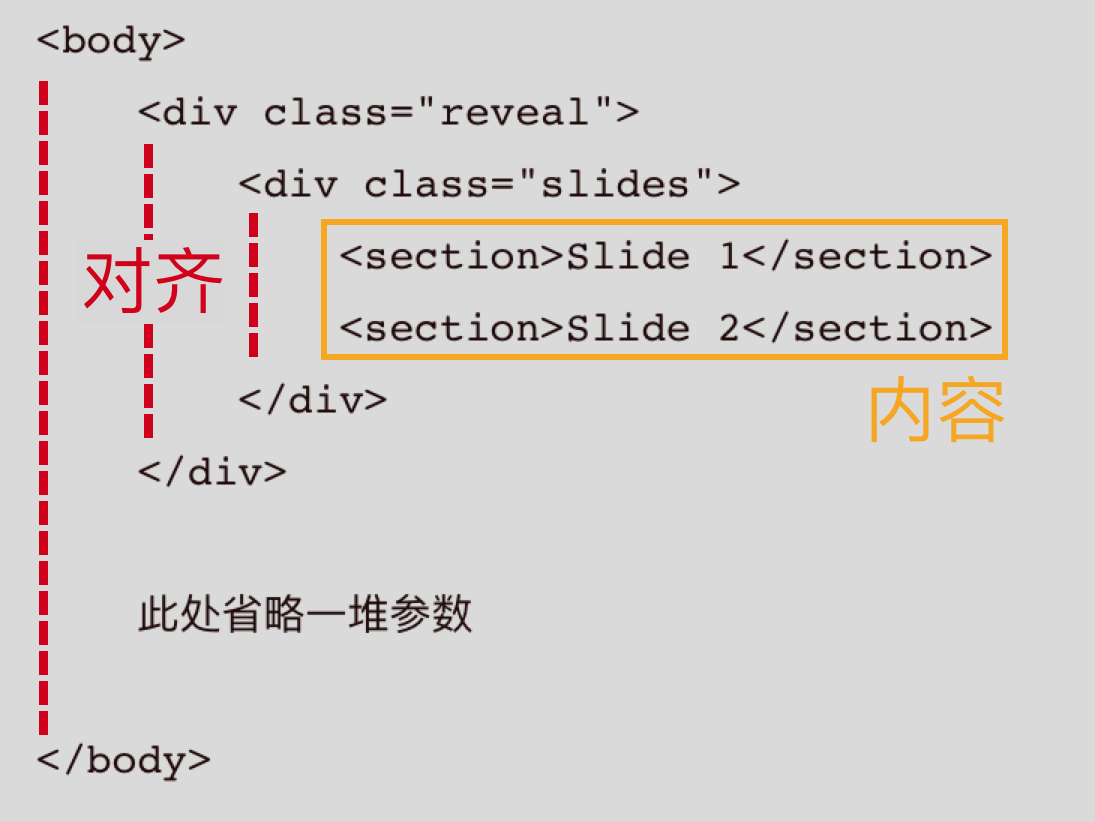 <body>
<div class="reveal">
<div class="slides">
对齐
<section>Slide 1</section>
<section>Slide 2</section>
</div>
内容
</div>
此处省略一堆参数
</body>